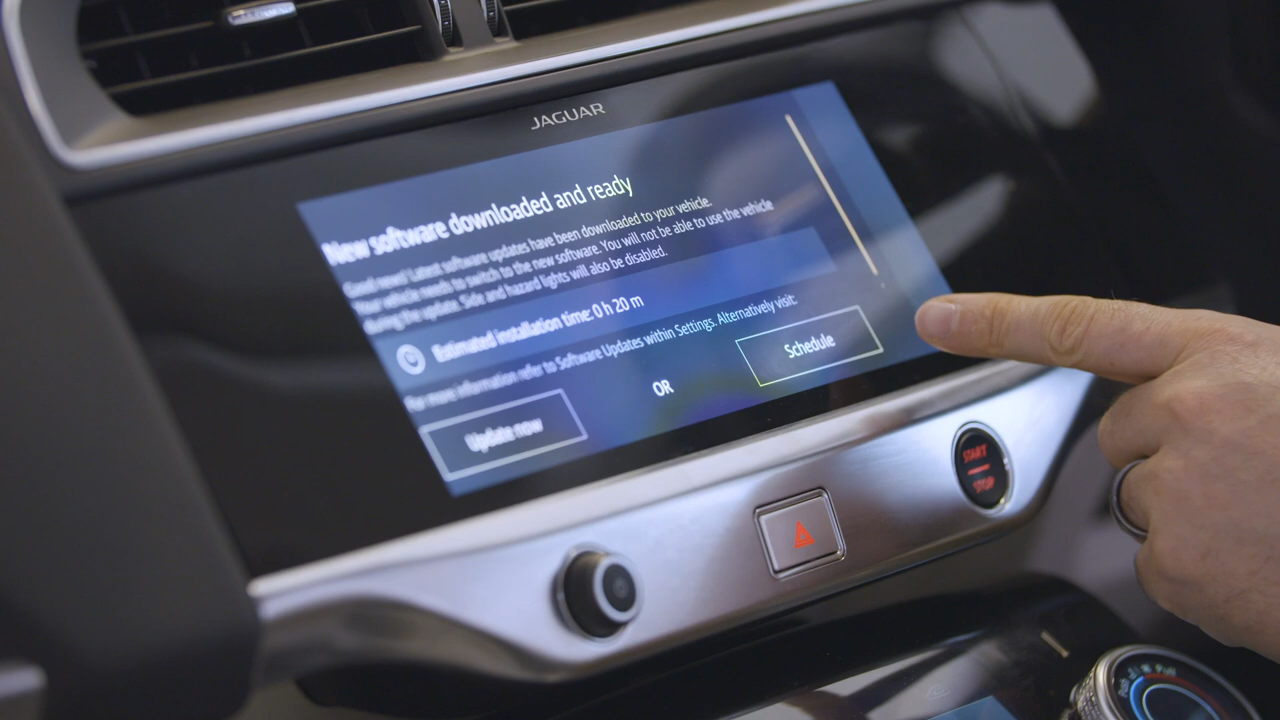 JAGUAR
New software downloaded and ready
Good news! Latest software updates have been downloaded to your vehicle.
Your vehicle needs to switch to the new software. You will not be able to use the vehicle
during the update. Side and hazard lights will also be disabled.
Estimated installation time: 0 h 20 m
For more information refer to Software Updates within Settings. Alternatively visit:
Schedule
OR
Update now
START
STOP
Push
Pull